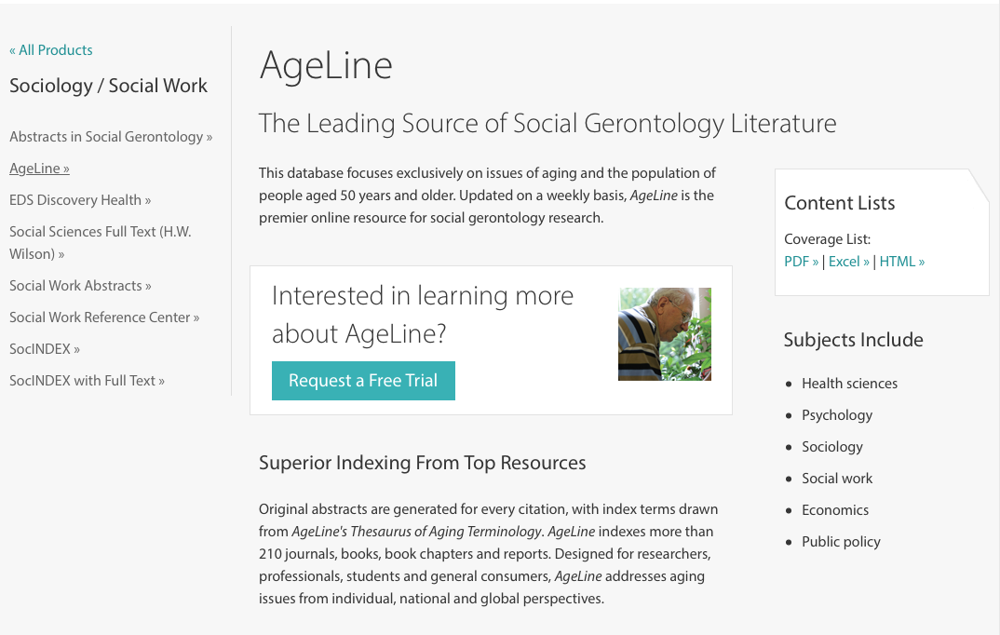 « All Products
Sociology / Social Work
Abstracts in Social Gerontology »
AgeLine »
EDS Discovery Health »
Social Sciences Full Text (H.W.
Wilson) »
Social Work Abstracts »
Social Work Reference Center »
SocINDEX »
SocINDEX with Full Text »
AgeLine
The Leading Source of Social Gerontology Literature
This database focuses exclusively on issues of aging and the population of
people aged 50 years and older. Updated on a weekly basis, AgeLine is the
premier online resource for social gerontology research.
Interested in learning more
about AgeLine?
Request a Free Trial
Superior Indexing From Top Resources
Original abstracts are generated for every citation, with index terms drawn
from AgeLine's Thesaurus of Aging Terminology. AgeLine indexes more than
210 journals, books, book chapters and reports. Designed for researchers,
professionals, students and general consumers, AgeLine addresses aging
issues from individual, national and global perspectives.
Content Lists
Coverage List:
PDF » | Excel » | HTML »
Subjects Include
• Health sciences
• Psychology
• Sociology
• Social work
• Economics
• Public policy